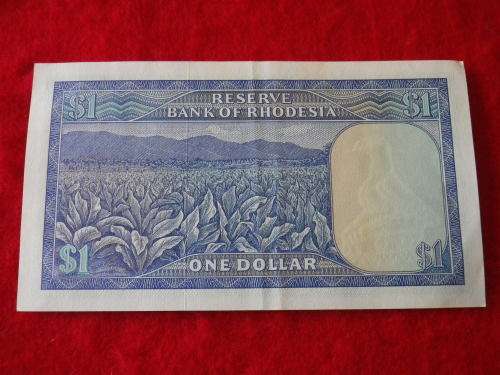 $1 RESERVE $1
BANK OF RHODESIA
$1 ONE DOLLAR $1